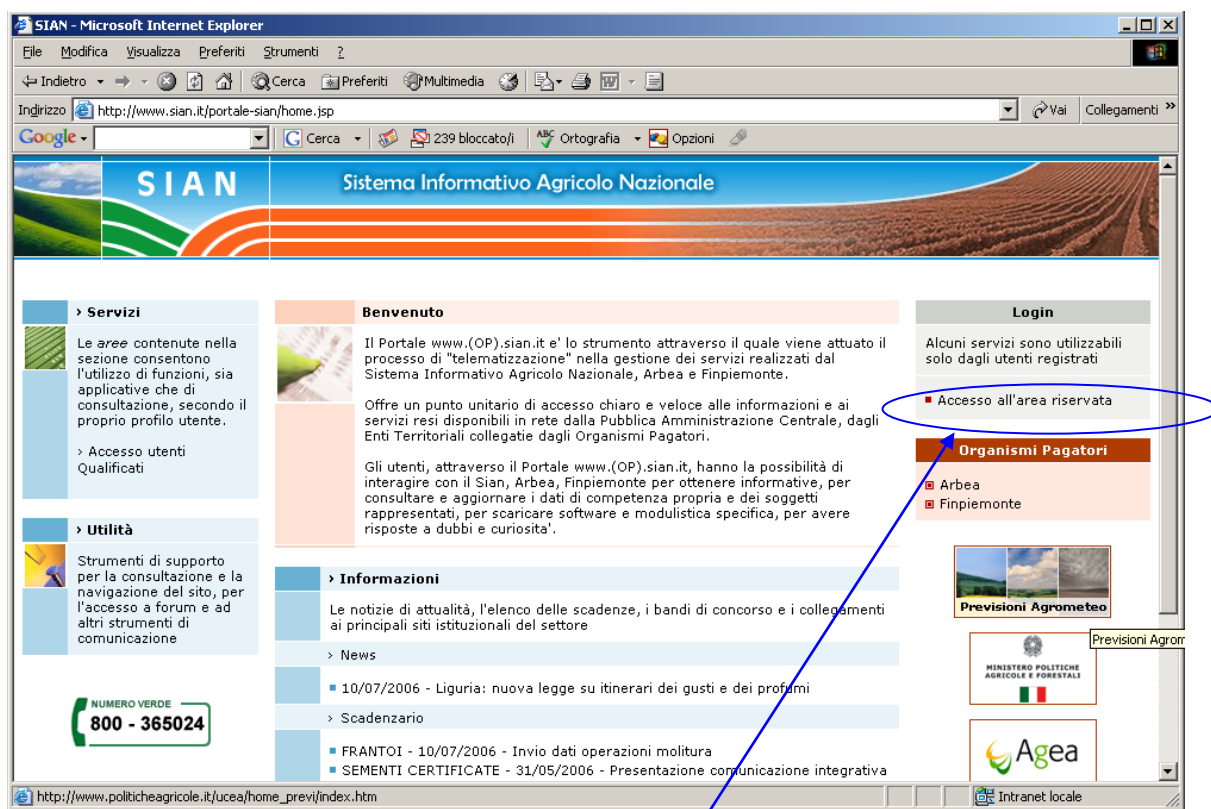 SIAN - Microsoft Internet Explorer
File Modifica Visualizza Preferiti Strumenti ?
Indietro Cerca Preferiti Multimedia
Indirizzo http://www.sian.it/portale-sian/home.jsp Vai Collegamenti »
Google Cerca 239 bloccato/i ABC Ortografia Opzioni
SIAN Sistema Informativo Agricolo Nazionale
› Servizi
Le aree contenute nella
sezione consentono
l'utilizzo di funzioni, sia
applicative che di
consultazione, secondo il
proprio profilo utente.
› Accesso utenti
Qualificati
› Utilità
Strumenti di supporto
per la consultazione e la
navigazione del sito, per
l'accesso a forum e ad
altri strumenti di
comunicazione
NUMERO VERDE
800 - 365024
Benvenuto
Il Portale www.(OP).sian.it e' lo strumento attraverso il quale viene attuato il
processo di "telematizzazione" nella gestione dei servizi realizzati dal
Sistema Informativo Agricolo Nazionale, Arbea e Finpiemonte.
Offre un punto unitario di accesso chiaro e veloce alle informazioni e ai
servizi resi disponibili in rete dalla Pubblica Amministrazione Centrale, dagli
Enti Territoriali collegatie dagli Organismi Pagatori.
Gli utenti, attraverso il Portale www.(OP).sian.it, hanno la possibilità di
interagire con il Sian, Arbea, Finpiemonte per ottenere informative, per
consultare e aggiornare i dati di competenza propria e dei soggetti
rappresentati, per scaricare software e modulistica specifica, per avere
risposte a dubbi e curiosita'.
› Informazioni
Le notizie di attualità, l'elenco delle scadenze, i bandi di concorso e i collegamenti
ai principali siti istituzionali del settore
› News
10/07/2006 - Liguria: nuova legge su itinerari dei gusti e dei profumi
› Scadenzario
FRANTOI - 10/07/2006 - Invio dati operazioni molitura
SEMENTI CERTIFICATE - 31/05/2006 - Presentazione comunicazione integrativa
Login
Alcuni servizi sono utilizzabili
solo dagli utenti registrati
Accesso all'area riservata
Organismi Pagatori
Arbea
Finpiemonte
Previsioni Agrometeo
Previsioni Agrom
MINISTERO POLITICHE
AGRICOLE E FORESTALI
Agea
http://www.politicheagricole.it/ucea/home_previ/index.htm Intranet locale